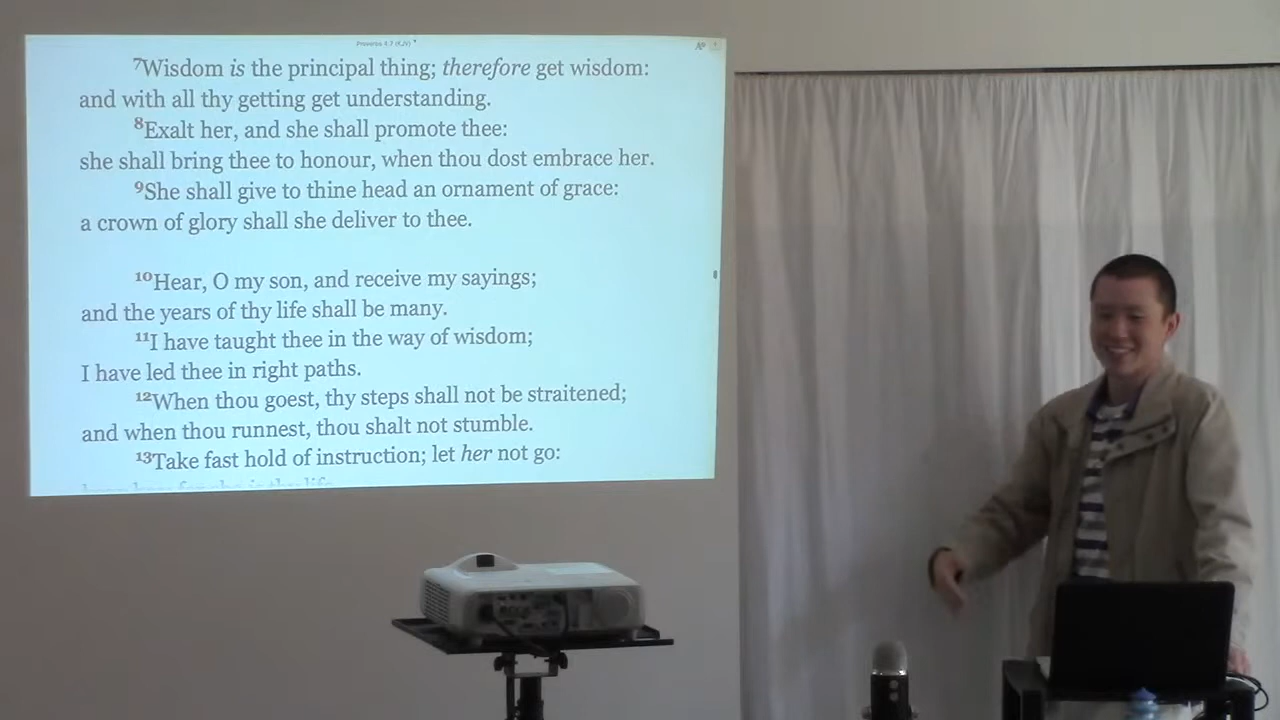 Proverbs 4:7 (KJV)
7Wisdom is the principal thing; therefore get wisdom:
and with all thy getting get understanding.
8Exalt her, and she shall promote thee:
she shall bring thee to honour, when thou dost embrace her.
9She shall give to thine head an ornament of grace:
a crown of glory shall she deliver to thee.
10Hear, O my son, and receive my sayings;
and the years of thy life shall be many.
11I have taught thee in the way of wisdom;
I have led thee in right paths.
12When thou goest, thy steps shall not be straitened;
and when thou runnest, thou shalt not stumble.
13Take fast hold of instruction; let her not go: